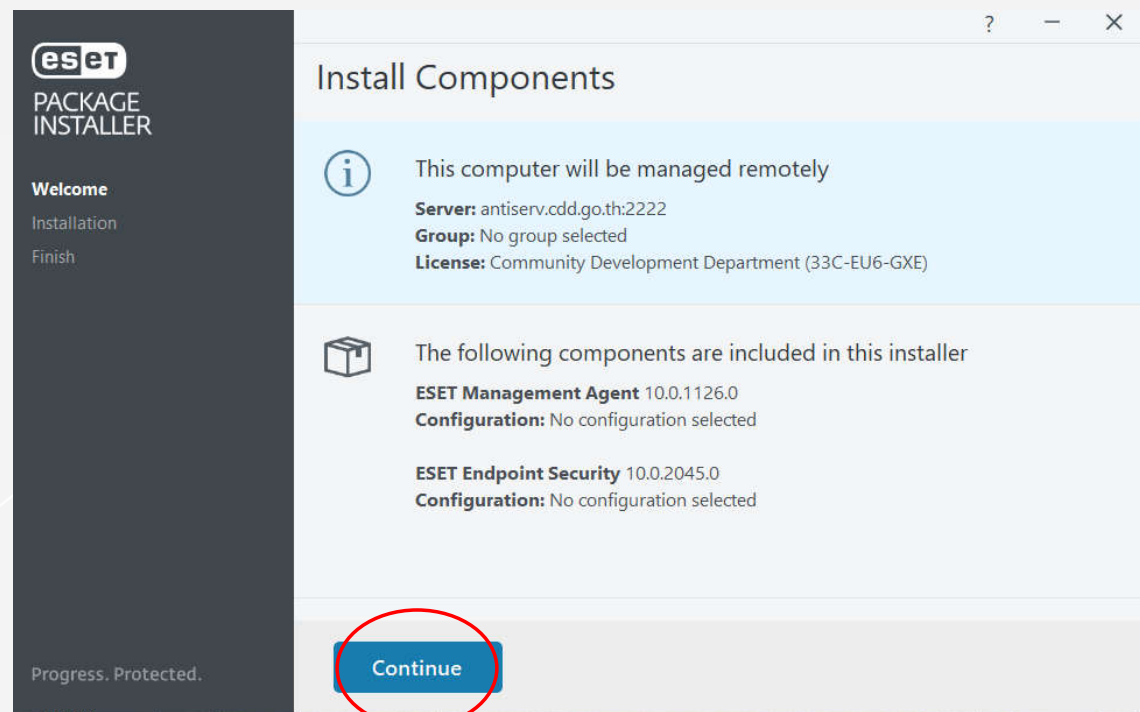 ?
eseT
PACKAGE
INSTALLER
Welcome
Installation
Finish
Progress. Protected.
Install Components
i
This computer will be managed remotely
Server: antiserv.cdd.go.th:2222
Group: No group selected
License: Community Development Department (33C-EU6-GXE)
The following components are included in this installer
ESET Management Agent 10.0.1126.0
Configuration: No configuration selected
ESET Endpoint Security 10.0.2045.0
Configuration: No configuration selected
Continue